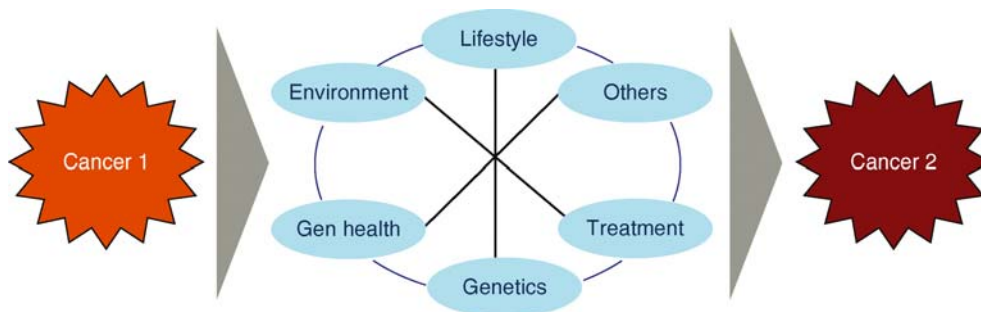 Cancer 1
Lifestyle
Environment
Others
Gen health
Treatment
Genetics
Cancer 2